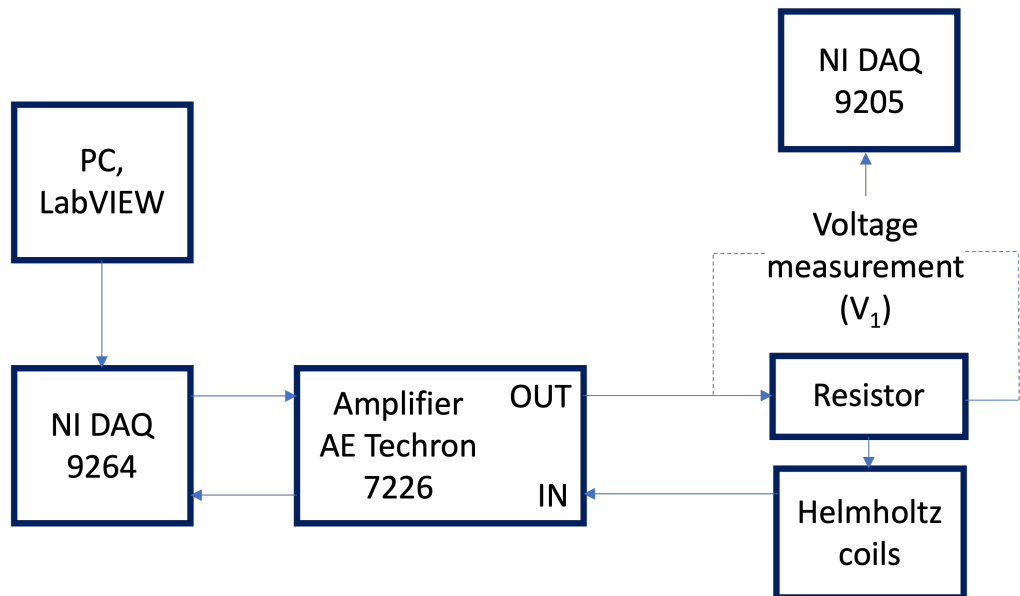 NI DAQ
9205
PC,
LabVIEW
Voltage
measurement
(V₁)
NI DAQ
9264
Amplifier
AE Techron
7226
OUT
IN
Resistor
Helmholtz
coils